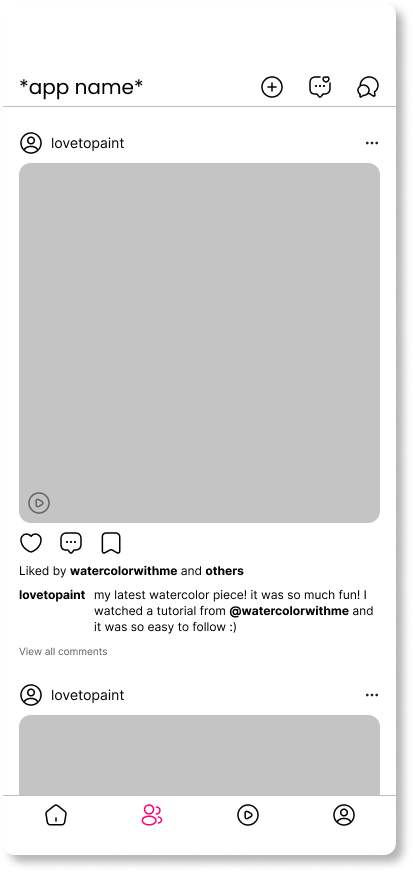 *app name*
lovetopaint
Liked by watercolorwithme and others
lovetopaint my latest watercolor piece! it was so much fun! I
watched a tutorial from @watercolorwithme and
it was so easy to follow :)
View all comments
lovetopaint